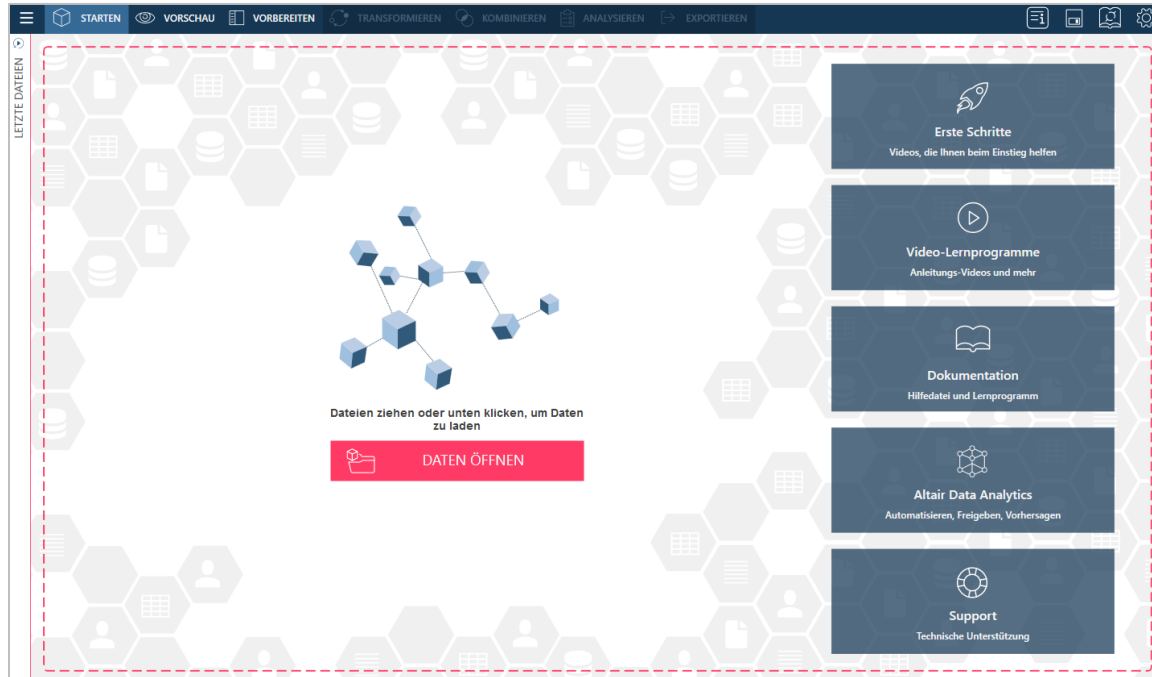 STARTEN VORSCHAU VORBEREITEN TRANSFORMIEREN KOMBINIEREN ANALYSIEREN EXPORTIEREN
LETZTE DATEIEN
Dateien ziehen oder unten klicken, um Daten
zu laden
DATEN ÖFFNEN
Erste Schritte
Videos, die Ihnen beim Einstieg helfen
Video-Lernprogramme
Anleitungs-Videos und mehr
Dokumentation
Hilfedatei und Lernprogramm
Altair Data Analytics
Automatisieren, Freigeben, Vorhersagen
Support
Technische Unterstützung